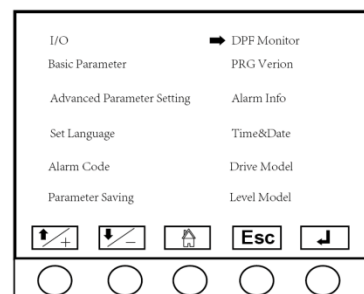 I/O
DPF Monitor
Basic Parameter
PRG Verion
Advanced Parameter Setting
Alarm Info
Set Language
Time&Date
Alarm Code
Drive Model
Parameter Saving
Level Model
+ - Esc